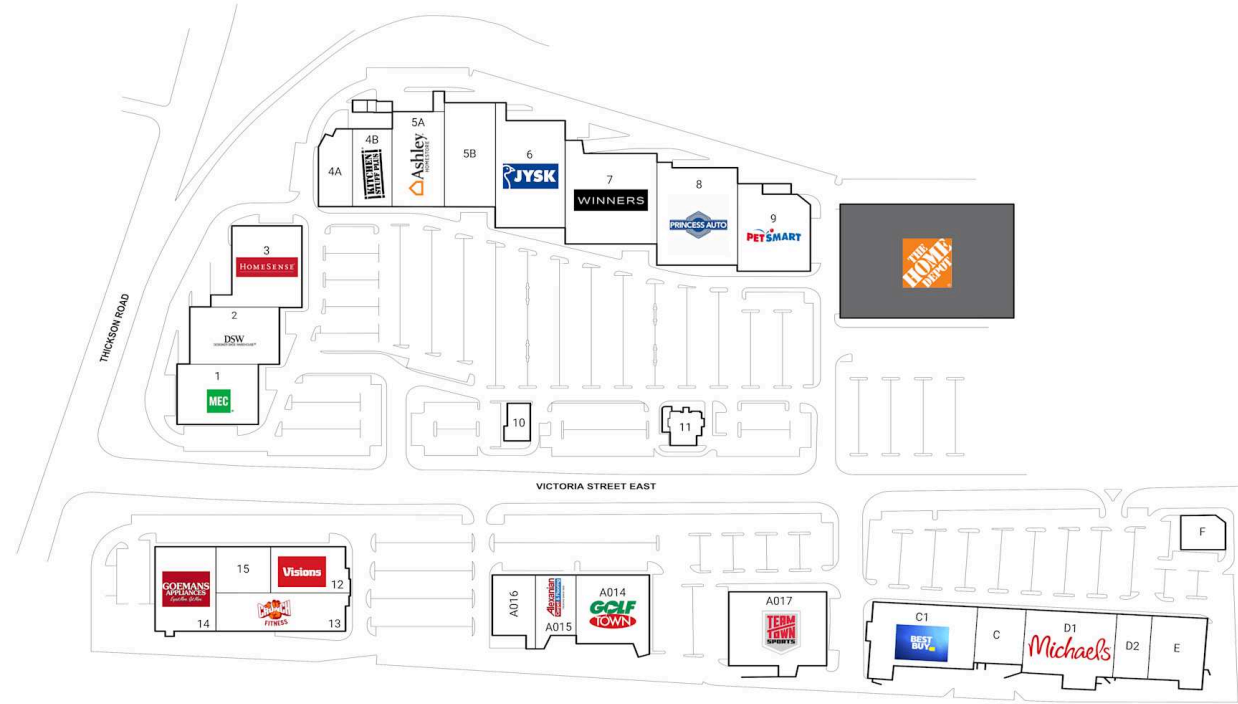 5A
4B
4A
KITCHEN
STUFF PLUS
Ashley
HOMESTORE
5B
6
JYSK
7
WINNERS
8
PRINCESS AUTO
9
PETSMART
THE
HOME
DEPOT
3
HOMESENSE
2
DSW
1
MEC
THICKSON ROAD
10
11
VICTORIA STREET EAST
F
GOEMANS
APPLIANCES
14
15
Visions
12
CRUNCH
FITNESS
13
A016
Alexanian
A015
A014
GOLF
TOWN
A017
TEAM
TOWN
SPORTS
C1
BEST
BUY
C
D1
Michaels
D2
E